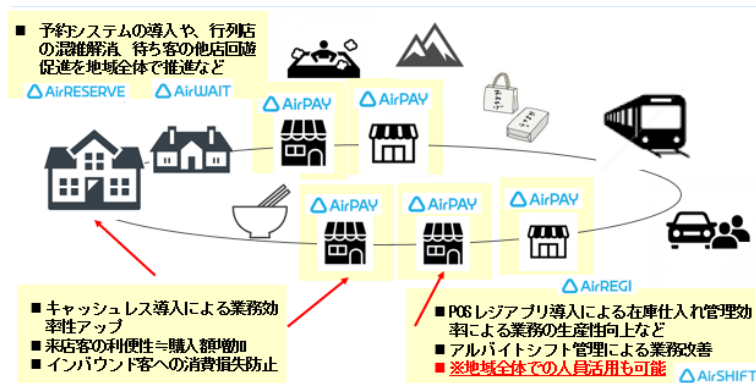 ■ 予約システムの導入や、行列店
の混雑解消、待ち客の他店回遊
促進を地域全体で推進など
AirRESERVE
AirWAIT
AirPAY
AirPAY
おみやげ
おみやげ
AirPAY
AirPAY
AirPAY
AirREGI
■ キャッシュレス導入による業務効
率性アップ
■ 来店客の利便性≒購入額増加
■ インバウンド客への消費損失防止
■ POSレジアプリ導入による在庫仕入れ管理効
率による業務の生産性向上など
■ アルバイトシフト管理による業務改善
■ ※地域全体での人員活用も可能
AirSHIFT